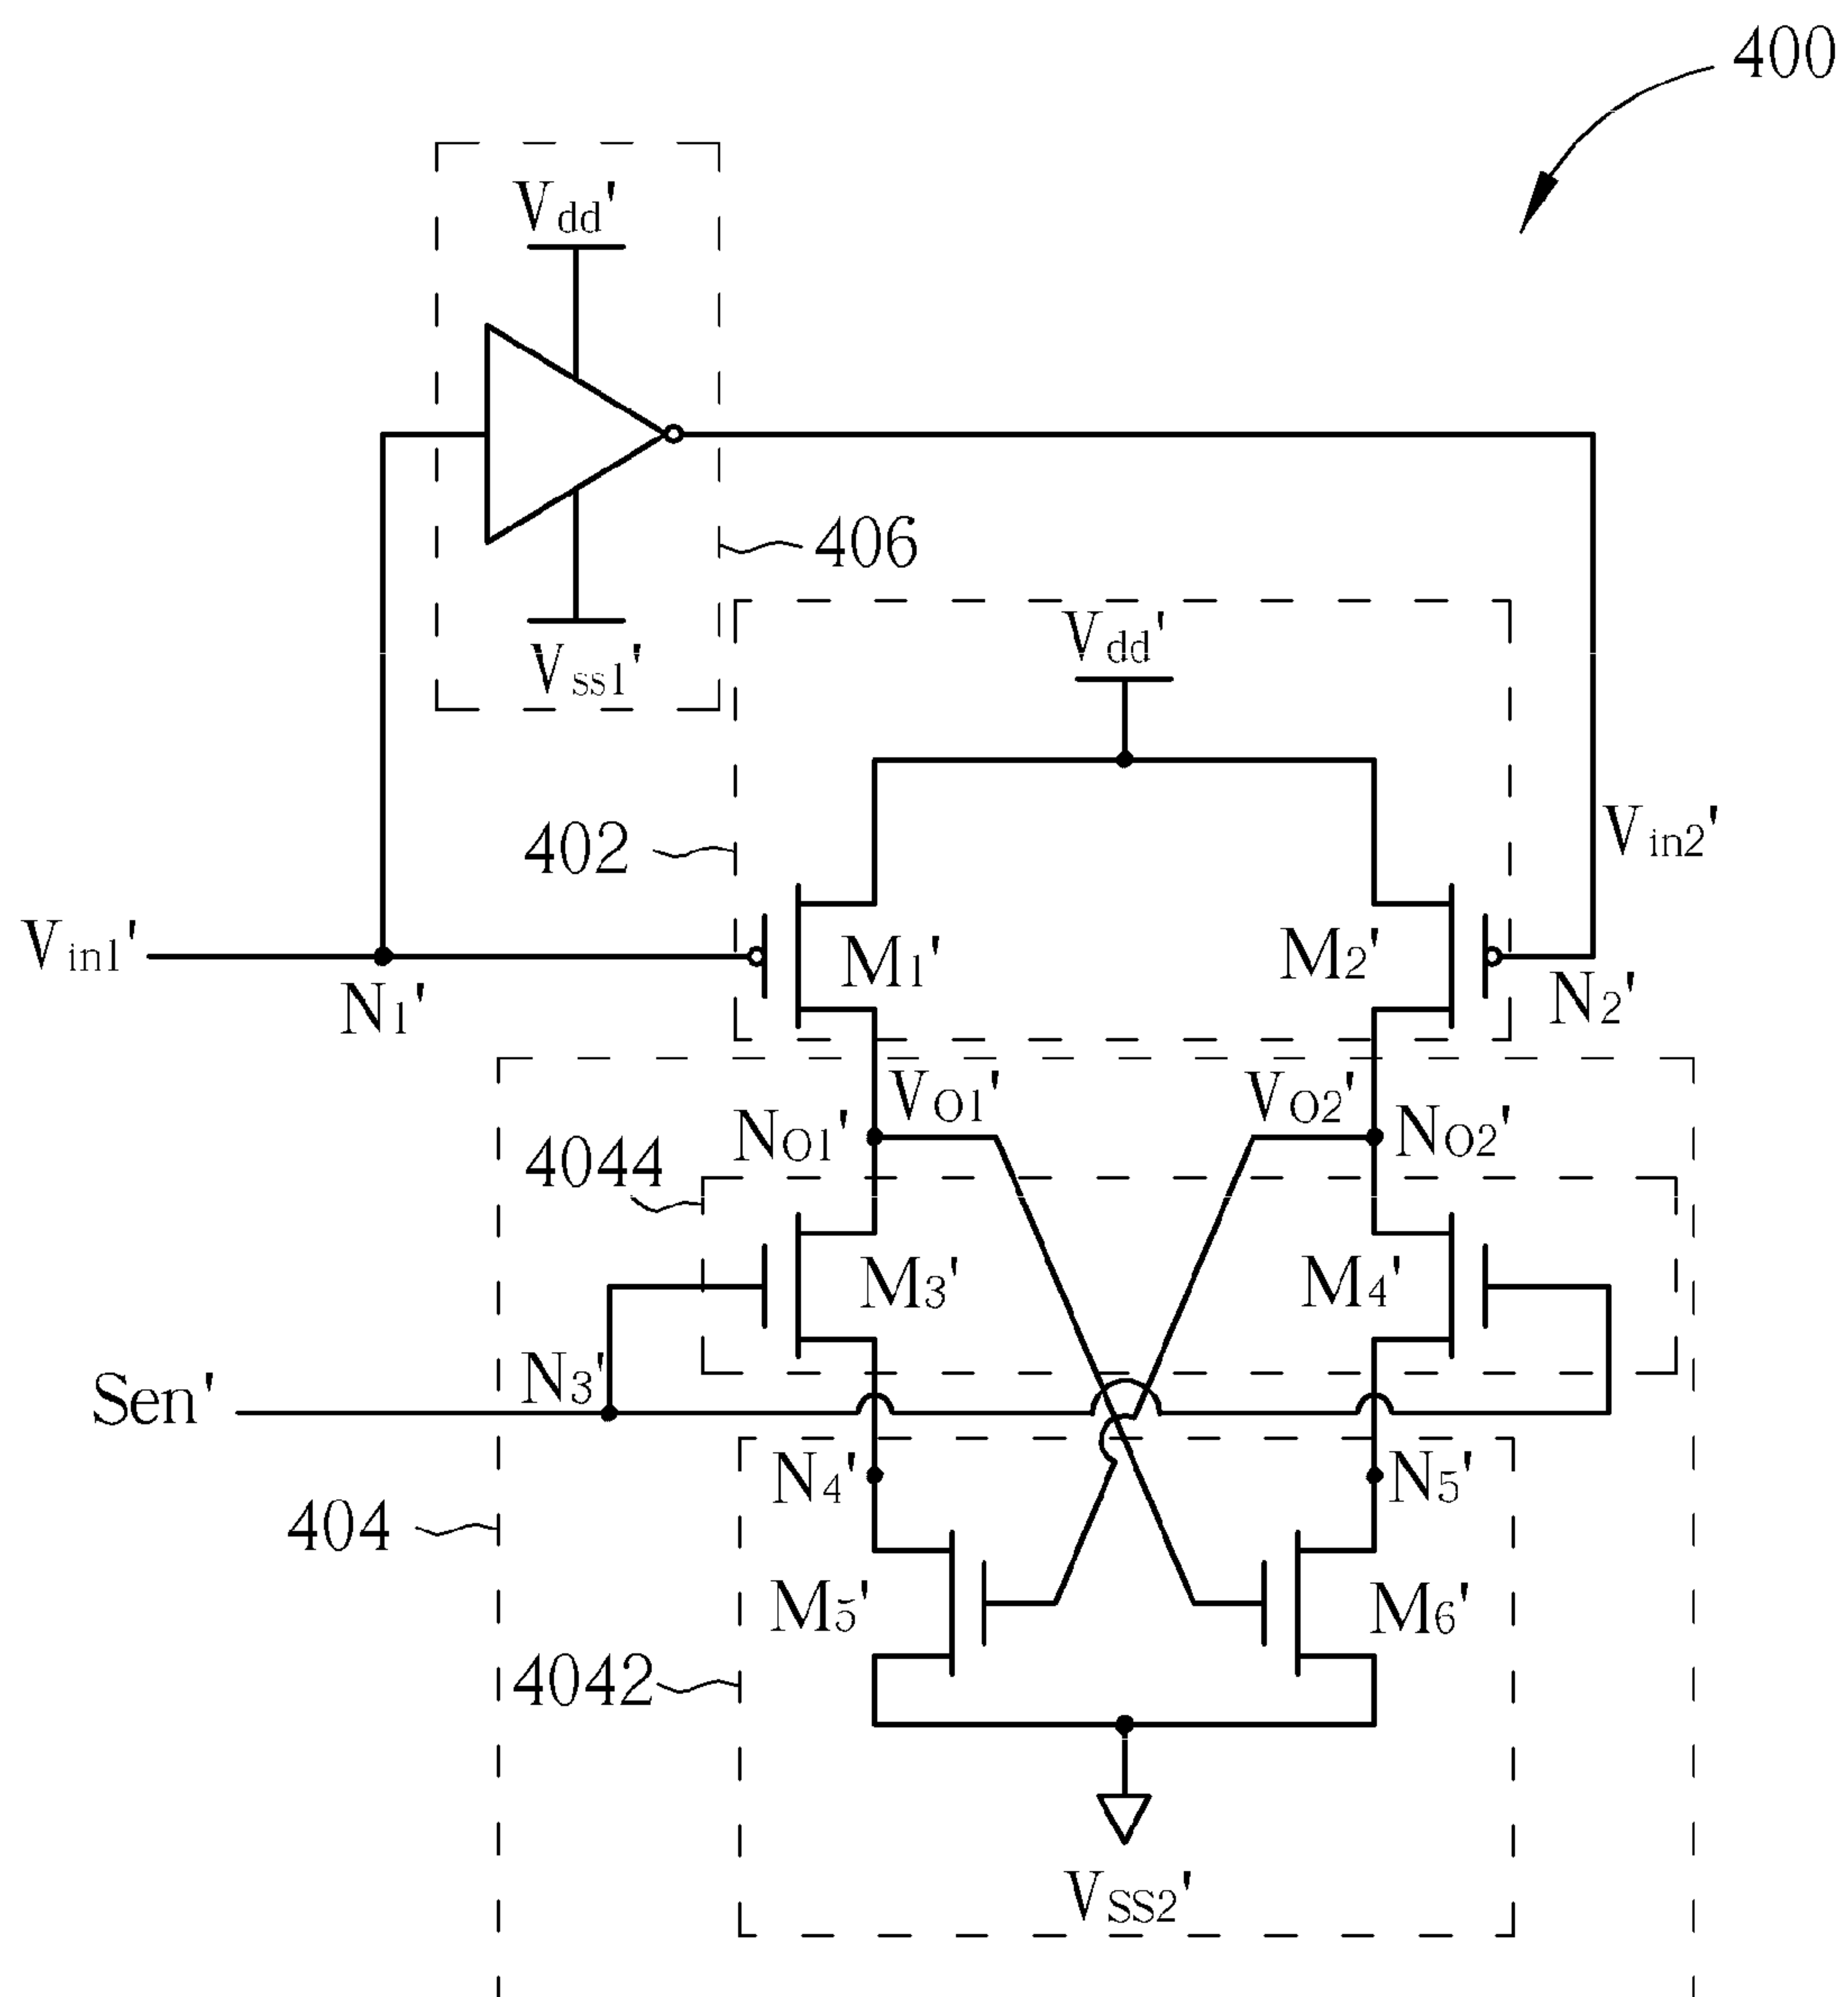 400
Vdd'
406
Vss1'
Vdd'
402
Vin2'
Vin1'
M1'
M2'
N1'
N2'
VO1'
VO2'
NO1'
NO2'
4044
M3'
M4'
N3'
Sen'
N4'
N5'
404
M5'
M6'
4042
VSS2'